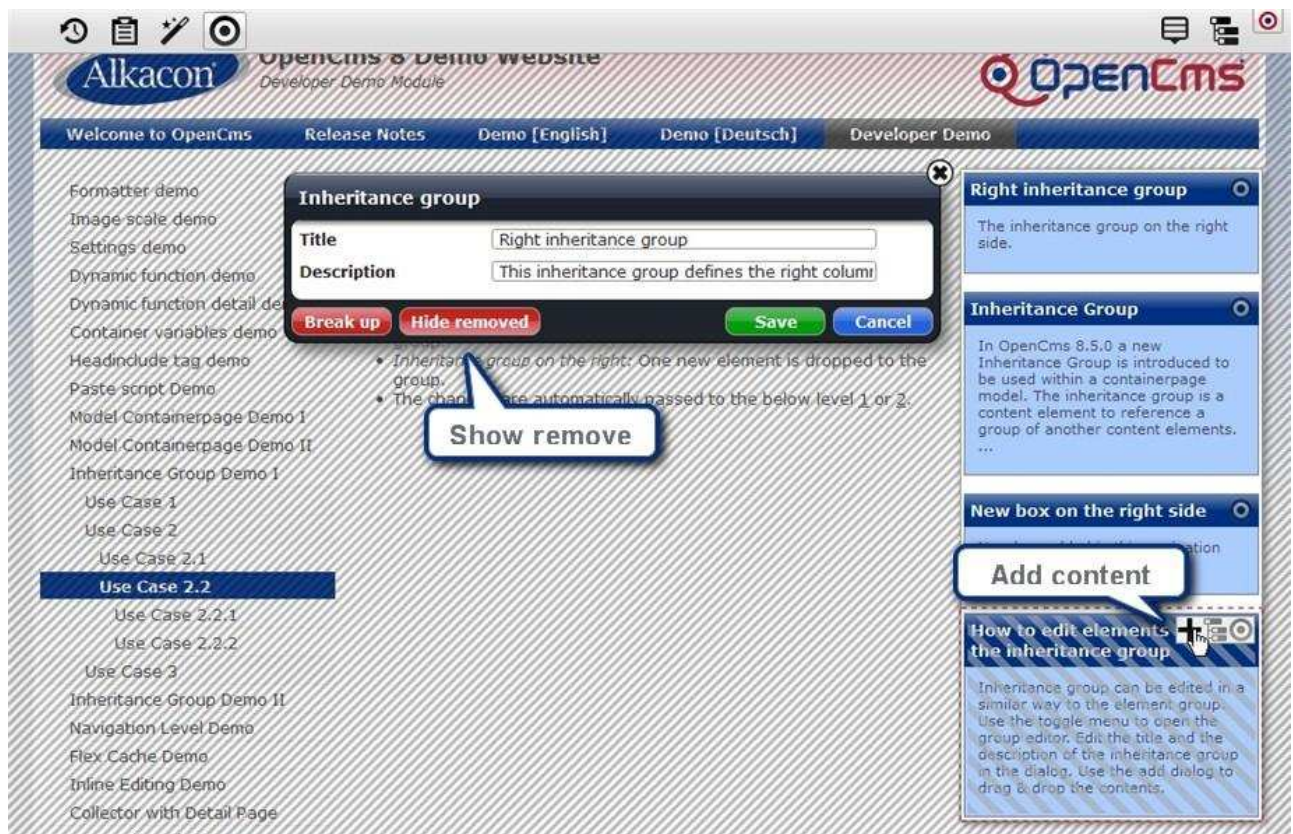 OpenCms 8 Demo Website
Alkacon
Developer Demo Module
OpenCms
Welcome to OpenCms Release Notes Demo [English] Demo [Deutsch] Developer Demo
Formatter demo
Image scale demo
Settings demo
Dynamic function demo
Dynamic function detail de
Container variables demo
Headinclude tag demo
Paste script Demo
Model Containerpage Demo I
Model Containerpage Demo II
Inheritance Group Demo I
Use Case 1
Use Case 2
Use Case 2.1
Use Case 2.2
Use Case 2.2.1
Use Case 2.2.2
Use Case 3
Inheritance Group Demo II
Navigation Level Demo
Flex Cache Demo
Inline Editing Demo
Collector with Detail Page
Inheritance group
Title Right inheritance group
Description This inheritance group defines the right colum
Break up Hide removed Save Cancel
• Inheritance group on the right: One new element is dropped to the
group.
• The are automatically passed to the below level 1 or 2.
Show remove
Right inheritance group
The inheritance group on the right
side.
Inheritance Group
In OpenCms 8.5.0 a new
Inheritance Group is introduced to
be used within a containerpage
model. The inheritance group is a
content element to reference a
group of another content elements.
...
New box on the right side
Add content
How to edit elements
the inheritance group
Inheritance group can be edited in a
similar way to the element group.
Use the toggle menu to open the
group editor. Edit the title and the
description of the inheritance group
in the dialog. Use the add dialog to
drag & drop the contents.